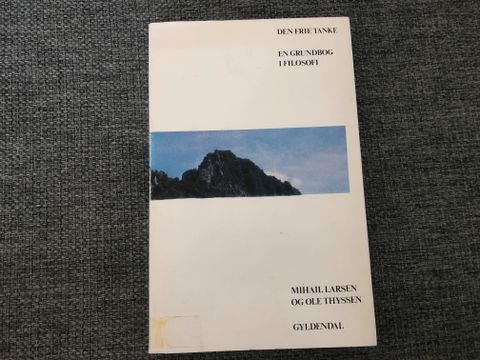 DEN FRIE TANKE
EN GRUNDBOG
I FILOSOFI
MIHAIL LARSEN
OG OLE THYSSEN
GYLDENDAL